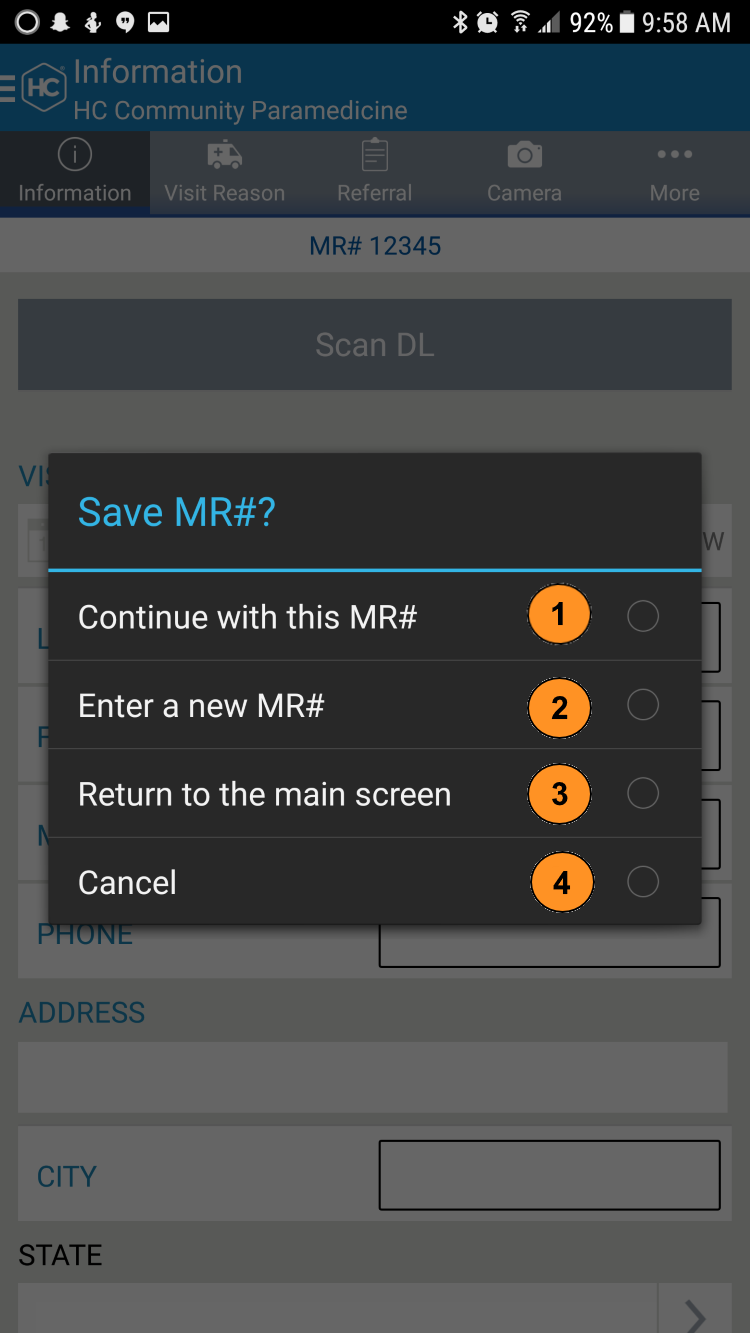 92% 9:58 AM
HC
Information
HC Community Paramedicine
Information Visit Reason Referral Camera More
MR# 12345
Scan DL
Save MR#?
Continue with this MR# 1
Enter a new MR# 2
Return to the main screen 3
Cancel 4
PHONE
ADDRESS
CITY
STATE